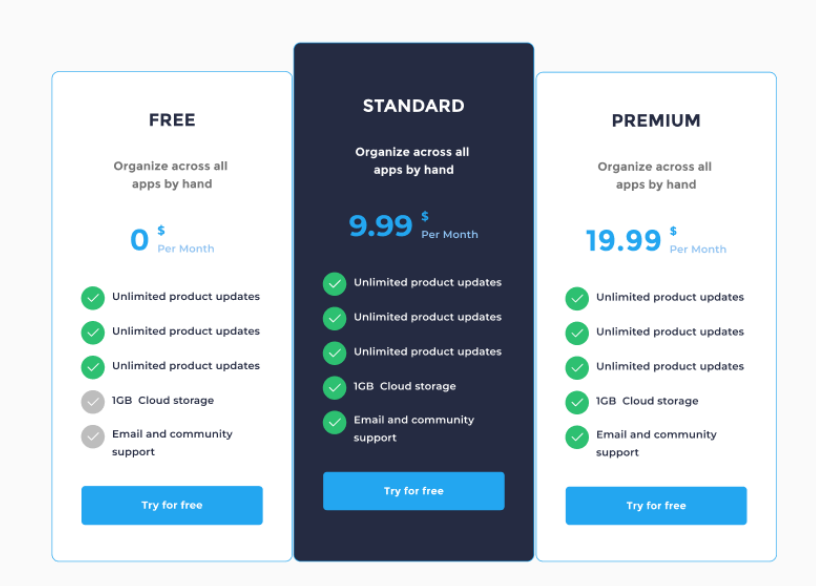 FREE
Organize across all
apps by hand
0 $
Per Month
Unlimited product updates
Unlimited product updates
Unlimited product updates
1GB Cloud storage
Email and community
support
Try for free
STANDARD
Organize across all
apps by hand
9.99 $
Per Month
Unlimited product updates
Unlimited product updates
Unlimited product updates
1GB Cloud storage
Email and community
support
Try for free
PREMIUM
Organize across all
apps by hand
19.99 $
Per Month
Unlimited product updates
Unlimited product updates
Unlimited product updates
1GB Cloud storage
Email and community
support
Try for free